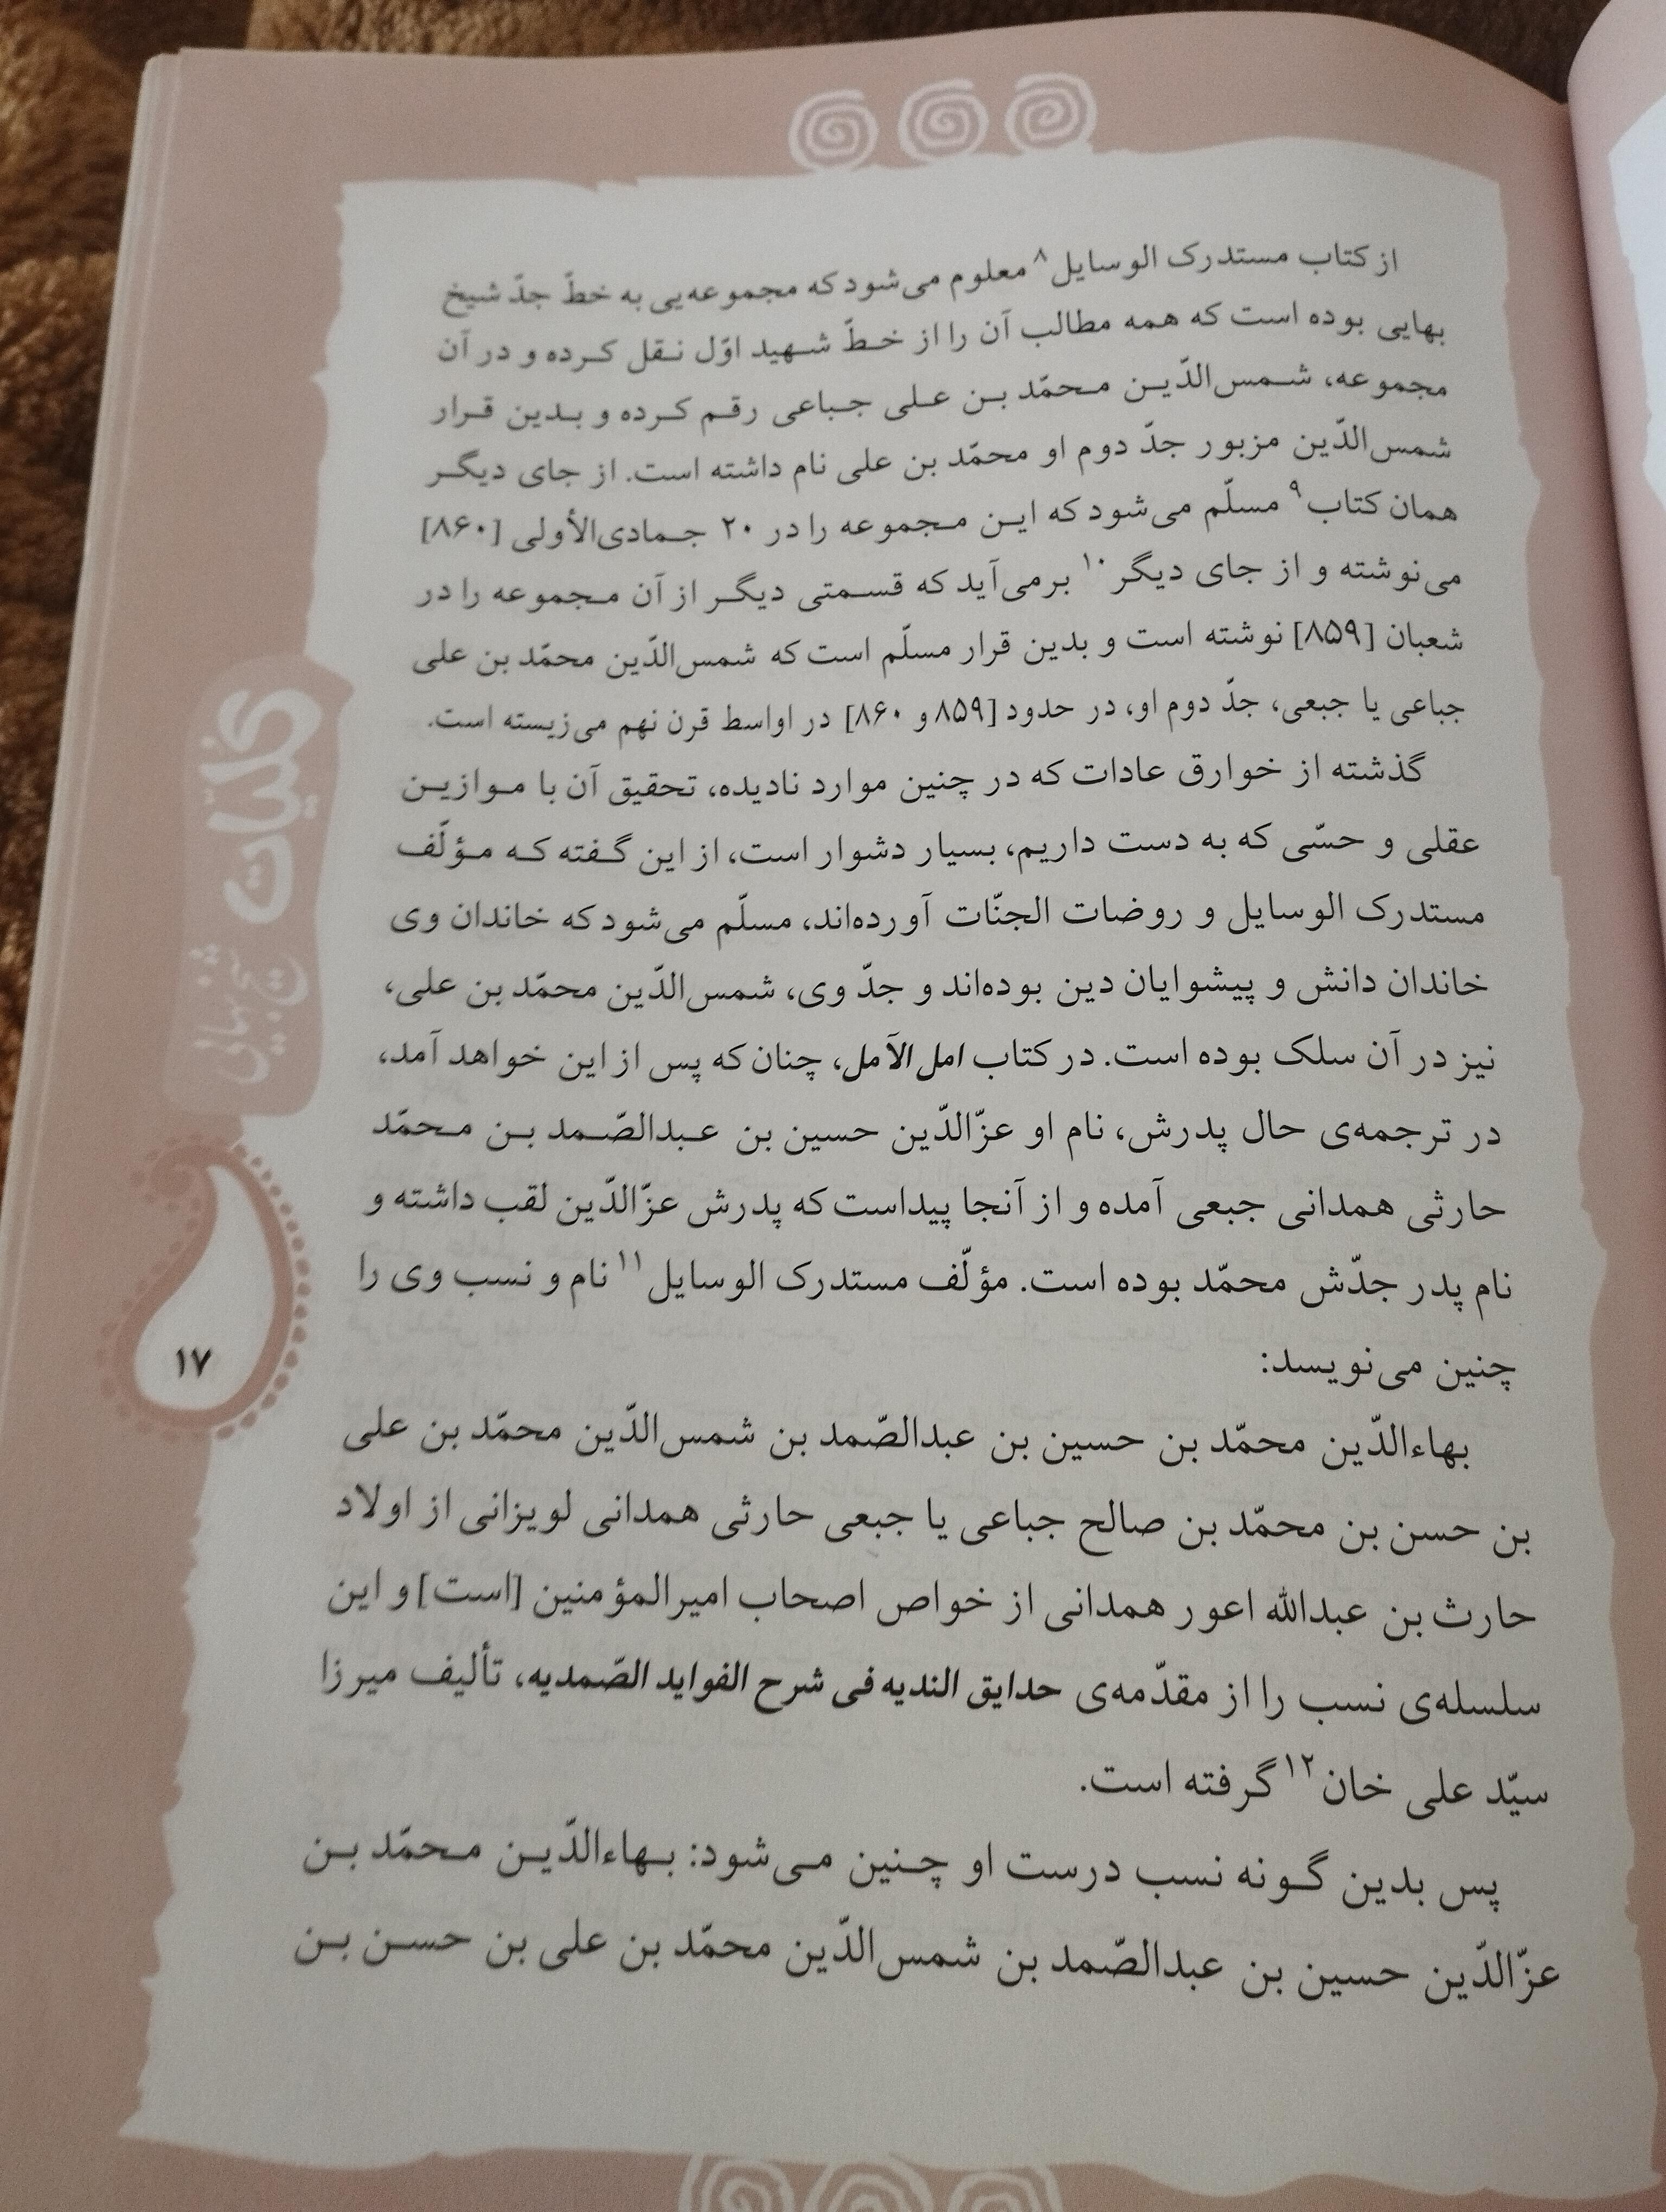 از کتاب مستدرک الوسایل۸ معلوم می‌شود که مجموعه‌یی به خطّ جدّ شیخ
بهایی بوده است که همه مطالب آن را از خطّ شهید اوّل نقل کرده و در آن
مجموعه، شمس‌الدّین محمّد بن علی جباعی رقم کرده و بدین قرار
شمس‌الدّین مزبور جدّ دوم او محمّد بن علی نام داشته است. از جای دیگر
همان کتاب۹ مسلّم می‌شود که این مجموعه را در ۲۰ جمادی‌الأولی [۸۶۰]
می‌نوشته و از جای دیگر۱۰ برمی‌آید که قسمتی دیگر از آن مجموعه را در
شعبان [۸۵۹] نوشته است و بدین قرار مسلّم است که شمس‌الدّین محمّد بن علی
جباعی یا جبعی، جدّ دوم او، در حدود [۸۵۹ و ۸۶۰] در اواسط قرن نهم می‌زیسته است.
گذشته از خوارق عادات که در چنین موارد نادیده، تحقیق آن با موازین
عقلی و حسّی که به دست داریم، بسیار دشوار است، از این گفته که مؤلّف
مستدرک الوسایل و روضات الجنّات آورده‌اند، مسلّم می‌شود که خاندان وی
خاندان دانش و پیشوایان دین بوده‌اند و جدّ وی، شمس‌الدّین محمّد بن علی،
نیز در آن سلک بوده است. در کتاب امل الآمل، چنان که پس از این خواهد آمد،
در ترجمه‌ی حال پدرش، نام او عزّالدّین حسین بن عبدالصّمد بن محمّد
حارثی همدانی جبعی آمده و از آنجا پیداست که پدرش عزّالدّین لقب داشته و
نام پدر جدّش محمّد بوده است. مؤلّف مستدرک الوسایل۱۱ نام و نسب وی را
چنین می‌نویسد:
بهاءالدّین محمّد بن حسین بن عبدالصّمد بن شمس‌الدّین محمّد بن علی
بن حسن بن محمّد بن صالح جباعی یا جبعی حارثی همدانی لویزانی از اولاد
حارث بن عبدالله اعور همدانی از خواص اصحاب امیرالمؤمنین [است] و این
سلسله‌ی نسب را از مقدّمه‌ی حدایق الندیه فی شرح الفواید الصّمدیه، تألیف میرزا
سیّد علی خان۱۲ گرفته است.
پس بدین گونه نسب درست او چنین می‌شود: بهاءالدّین محمّد بن
عزّالدّین حسین بن عبدالصّمد بن شمس‌الدّین محمّد بن علی بن حسن بن
کلیات
شیخ بهایی
۱۷